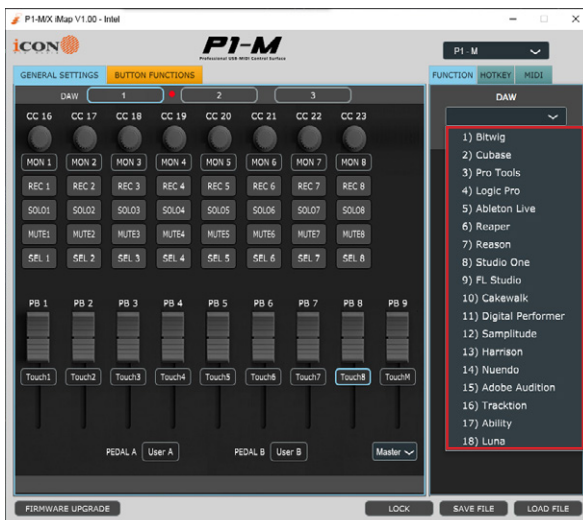 P1-M/X iMap V1.00 - Intel
iCON
P1-M
Professional USB-MIDI Control Surface
P1-M
GENERAL SETTINGS
BUTTON FUNCTIONS
FUNCTION HOTKEY MIDI
DAW 1 2 3
DAW
CC 16 CC 17 CC 18 CC 19 CC 20 CC 21 CC 22 CC 23
MON 1 MON 2 MON 3 MON 4 MON 5 MON 6 MON 7 MON 8
REC 1 REC 2 REC 3 REC 4 REC 5 REC 6 REC 7 REC 8
SOLO1 SOLO2 SOLO3 SOLO4 SOLO5 SOLO6 SOLO7 SOLO8
MUTE1 MUTE2 MUTE3 MUTE4 MUTE5 MUTE6 MUTE7 MUTE8
SEL 1 SEL 2 SEL 3 SEL 4 SEL 5 SEL 6 SEL 7 SEL 8
PB 1 PB 2 PB 3 PB 4 PB 5 PB 6 PB 7 PB 8 PB 9
Touch1 Touch2 Touch3 Touch4 Touch5 Touch6 Touch7 Touch8 TouchM
PEDAL A User A PEDAL B User B Master
1) Bitwig
2) Cubase
3) Pro Tools
4) Logic Pro
5) Ableton Live
6) Reaper
7) Reason
8) Studio One
9) FL Studio
10) Cakewalk
11) Digital Performer
12) Samplitude
13) Harrison
14) Nuendo
15) Adobe Audition
16) Tracktion
17) Ability
18) Luna
FIRMWARE UPGRADE
LOCK
SAVE FILE
LOAD FILE